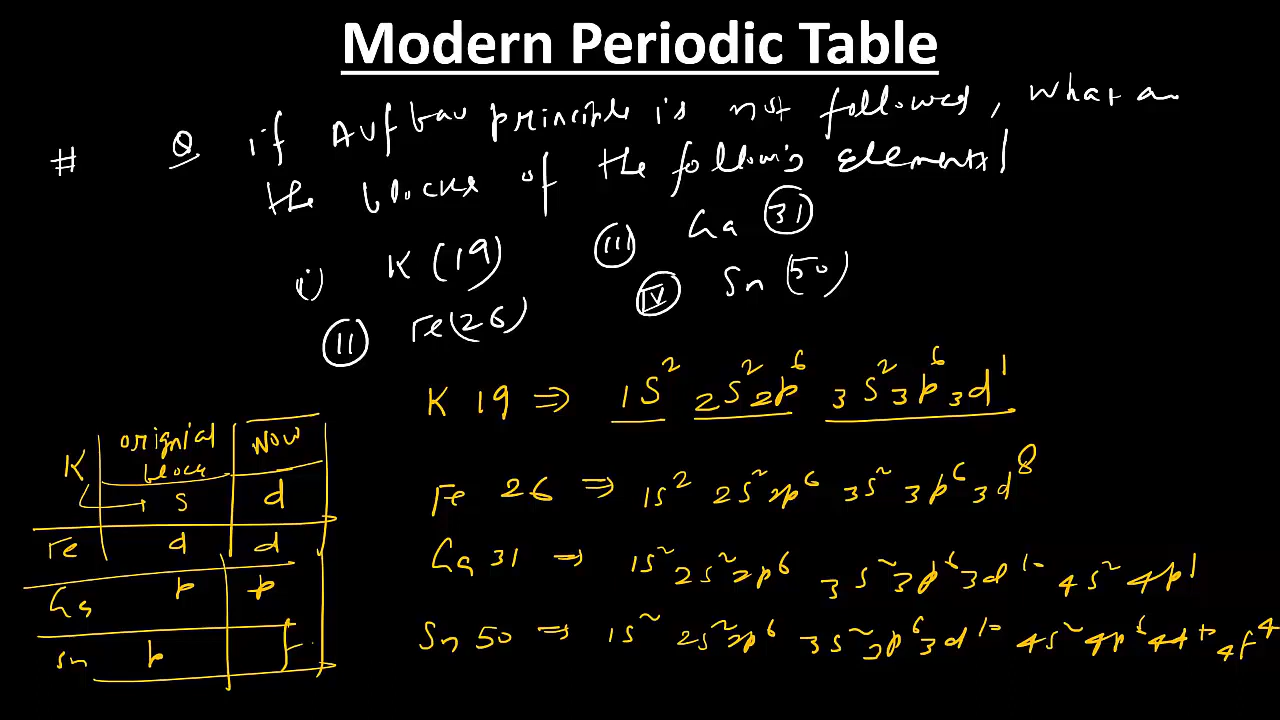 Modern Periodic Table
# Q if Aufbau principle is not followed, what are
the blocks of the following elements
i) K (19) (III) Ga (31)
(II) Fe (26) (IV) Sn (50)
K 19 ⇒ 1s² 2s² 2p⁶ 3s² 3p⁶ 3d¹
Fe 26 ⇒ 1s² 2s² 2p⁶ 3s² 3p⁶ 3d⁸
Ga 31 ⇒ 1s² 2s² 2p⁶ 3s² 3p⁶ 3d¹⁰ 4s² 4p¹
Sn 50 ⇒ 1s² 2s² 2p⁶ 3s² 3p⁶ 3d¹⁰ 4s² 4p⁶ 4d¹⁰ 4f⁴
orignial block Now
K s d
Fe d d
Ga p p
Sn p f